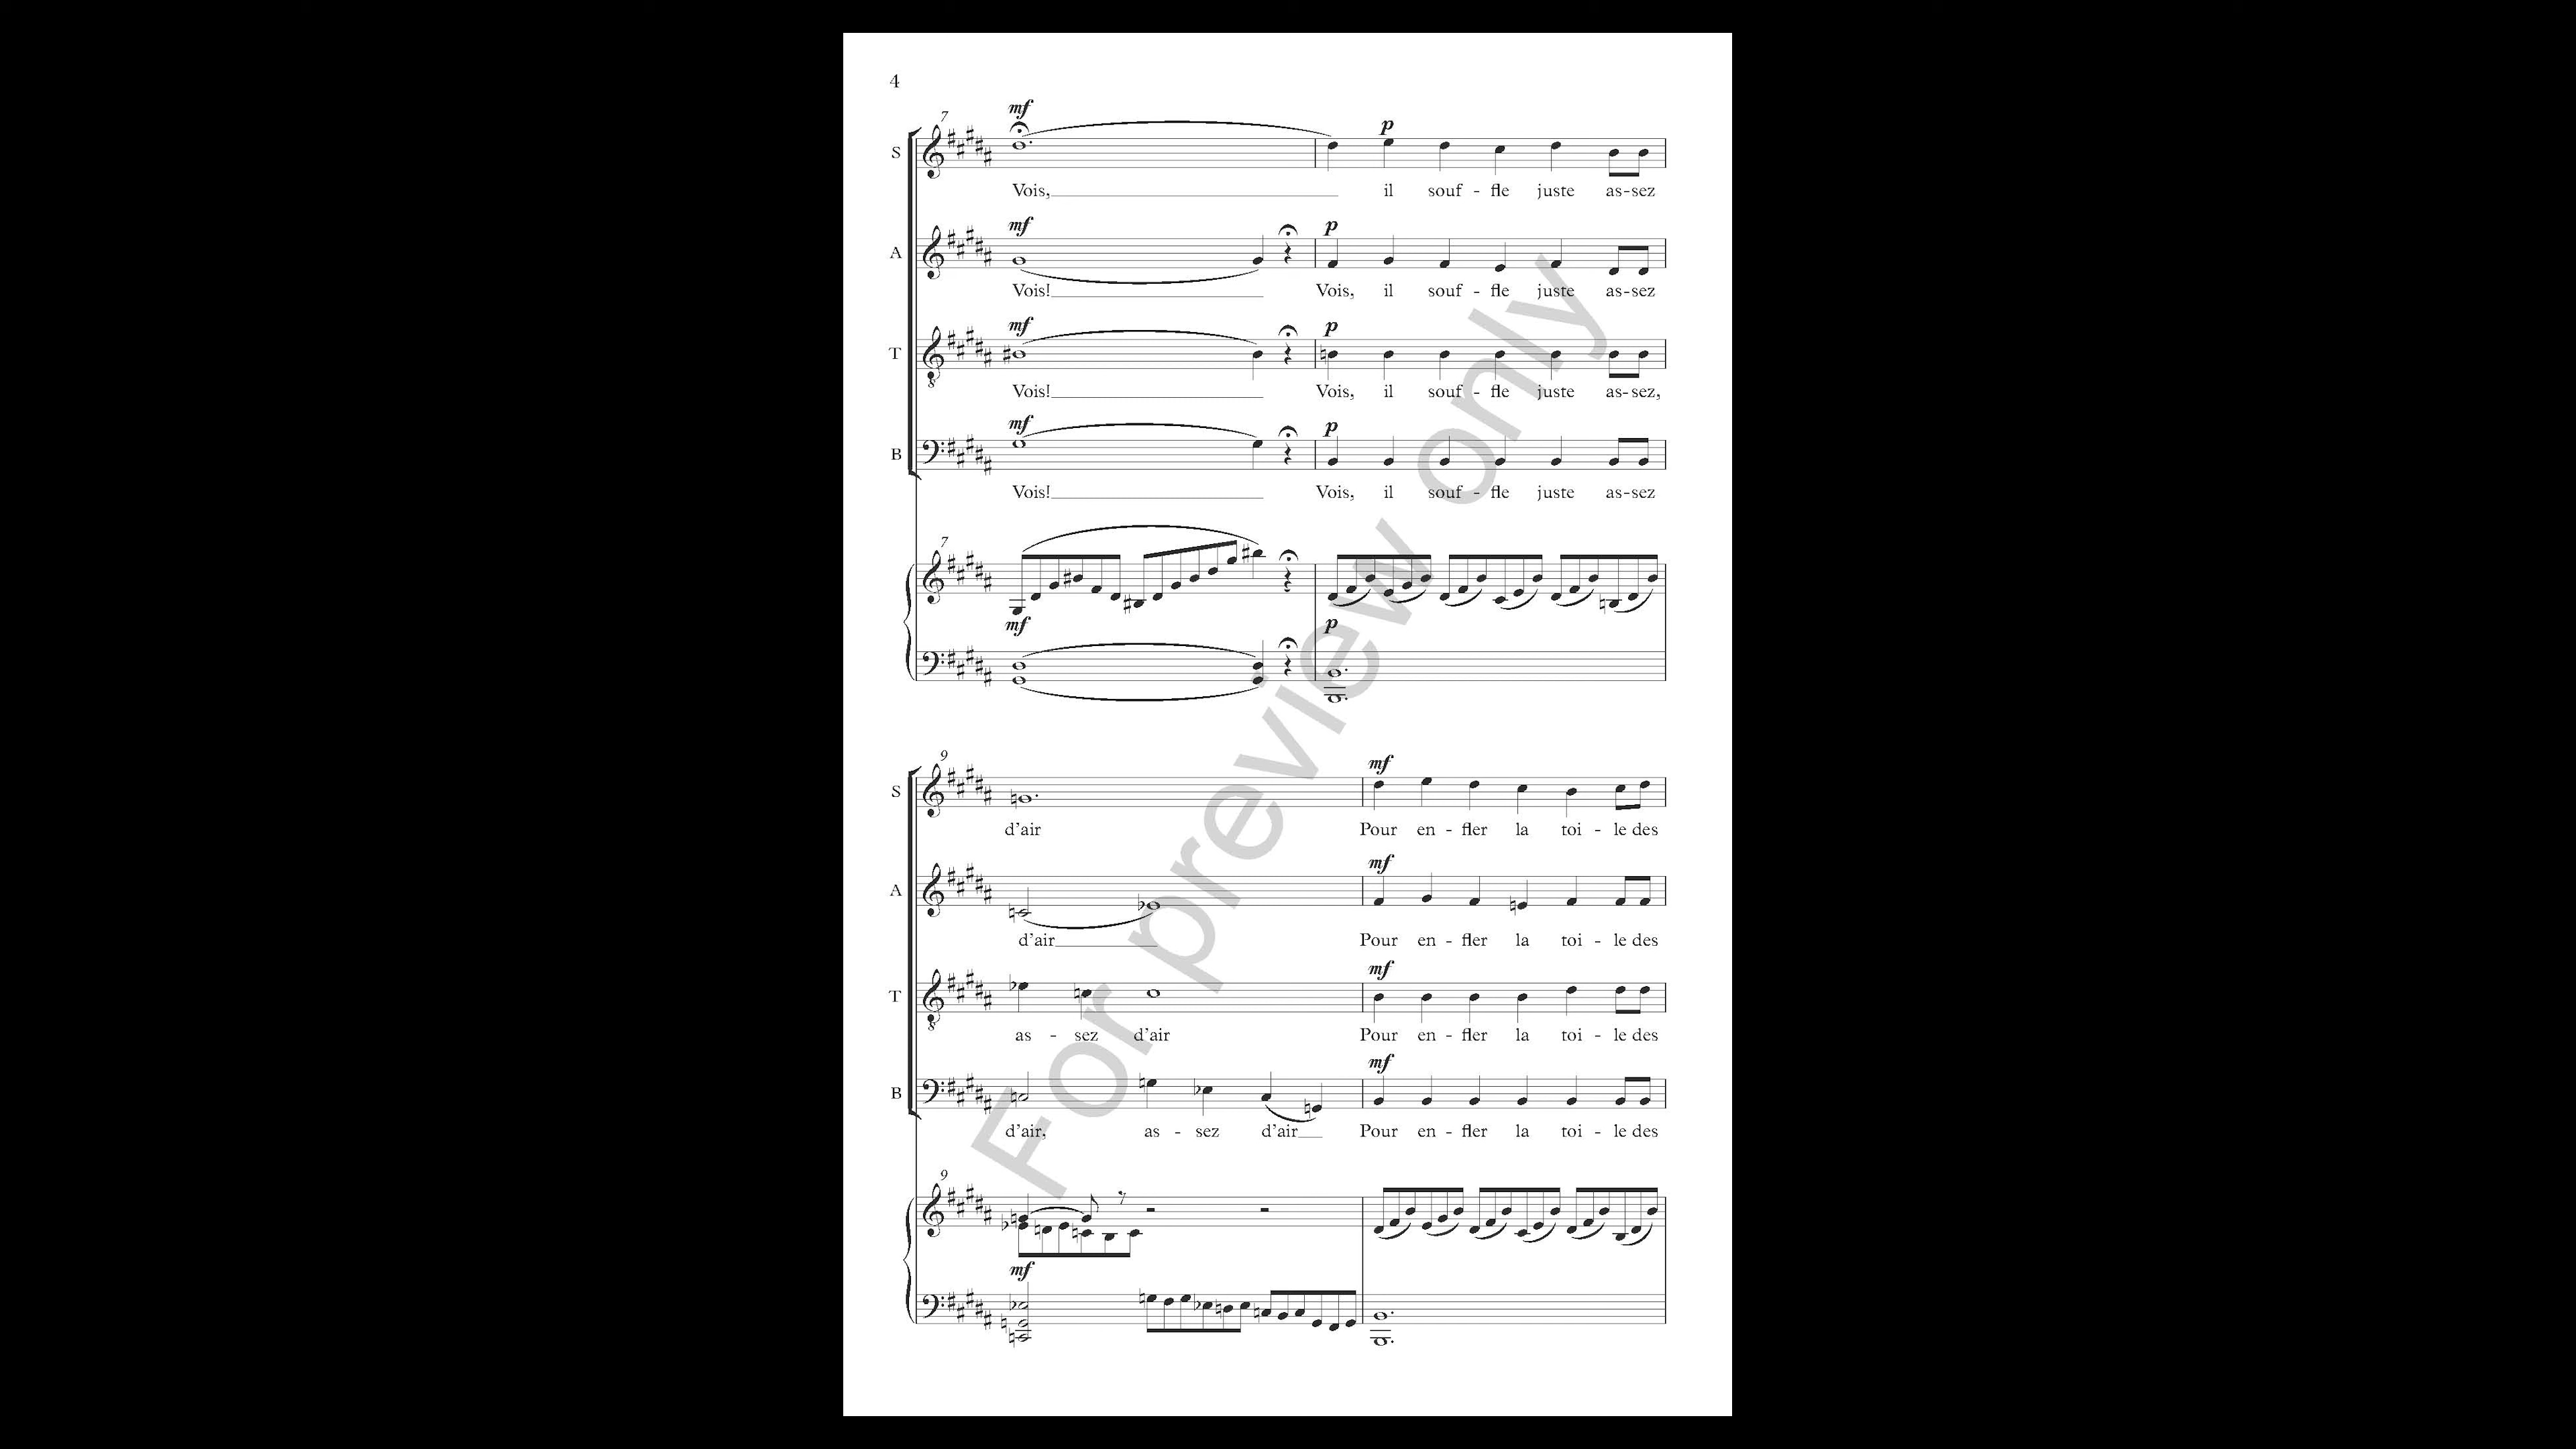 4
7
mf
S
p
Vois, il souf - fle juste as-sez
mf
p
A
Vois! Vois, il souf - fle juste as-sez
mf
p
T
Vois! Vois, il souf - fle juste as-sez,
mf
p
B
Vois! Vois, il souf - fle juste as-sez
7
mf
p
9
mf
S
d'air Pour en - fler la toi - le des
mf
A
d'air Pour en - fler la toi - le des
mf
T
as - sez d'air Pour en - fler la toi - le des
mf
B
d'air, as - sez d'air Pour en - fler la toi - le des
9
mf
For preview only